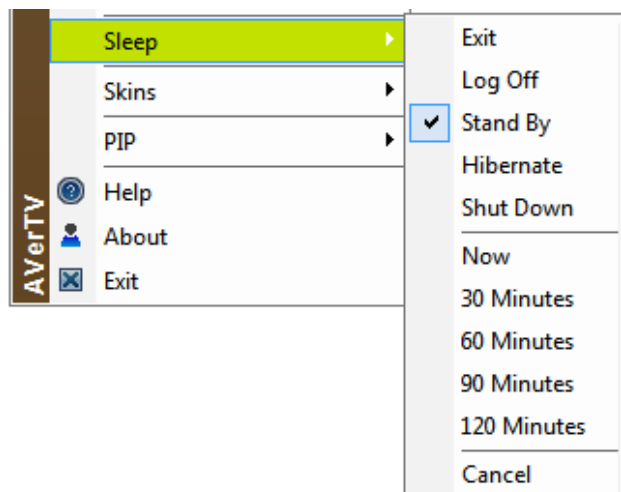 AVerTV
Sleep
Skins
PIP
Help
About
Exit
Exit
Log Off
Stand By
Hibernate
Shut Down
Now
30 Minutes
60 Minutes
90 Minutes
120 Minutes
Cancel